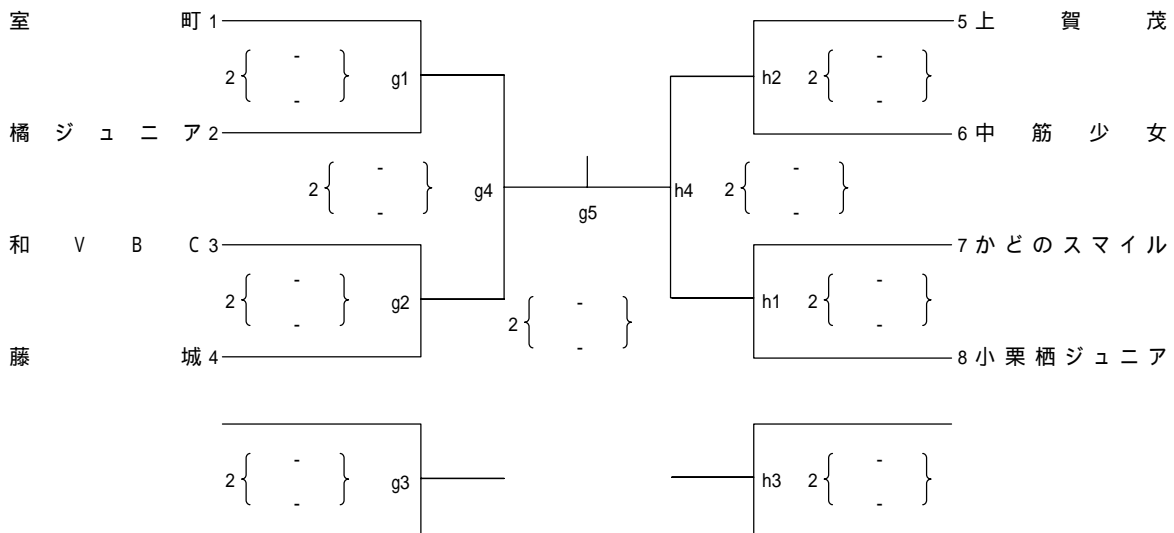 室町 1
5 上賀茂
2 { - - } g1
h2 2 { - - }
橘ジュニア 2
6 中筋少女
2 { - - } g4
g5
h4 2 { - - }
和VBC 3
7 かどのスマイル
2 { - - } g2
2 { - - }
h1 2 { - - }
藤城 4
8 小栗栖ジュニア
2 { - - } g3
h3 2 { - - }